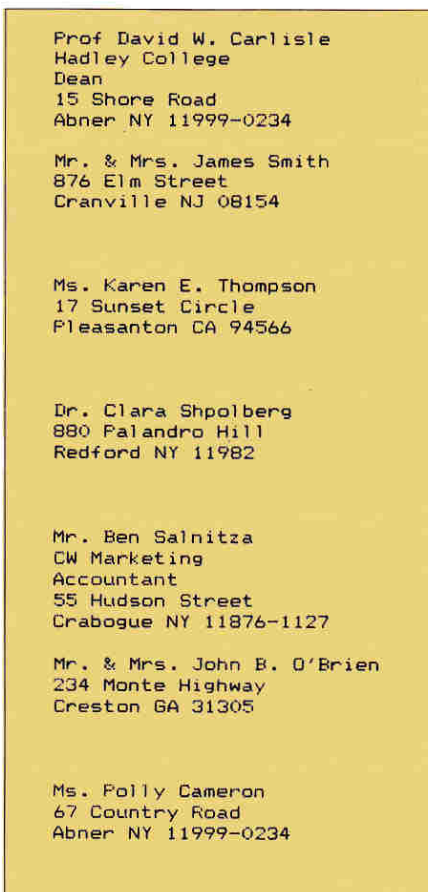 Prof David W. Carlisle
Hadley College
Dean
15 Shore Road
Abner NY 11999-0234
Mr. & Mrs. James Smith
876 Elm Street
Cranville NJ 08154
Ms. Karen E. Thompson
17 Sunset Circle
Pleasanton CA 94566
Dr. Clara Shpolberg
880 Palandro Hill
Redford NY 11982
Mr. Ben Salnitza
CW Marketing
Accountant
55 Hudson Street
Crabogue NY 11876-1127
Mr. & Mrs. John B. O'Brien
234 Monte Highway
Creston GA 31305
Ms. Polly Cameron
67 Country Road
Abner NY 11999-0234